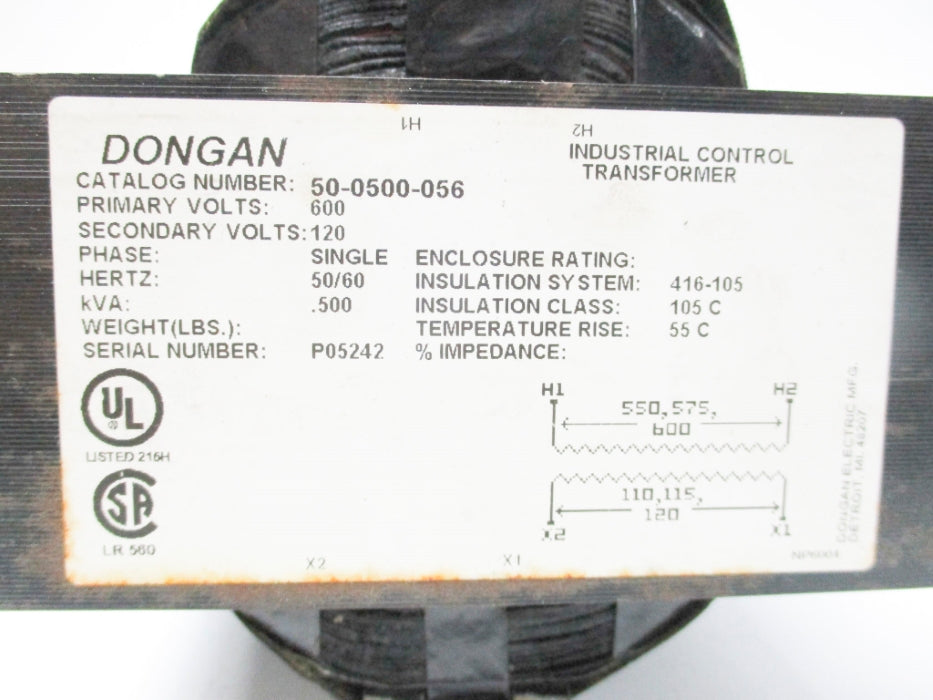 H1 H2
DONGAN
INDUSTRIAL CONTROL
TRANSFORMER
CATALOG NUMBER: 50-0500-056
PRIMARY VOLTS: 600
SECONDARY VOLTS: 120
PHASE: SINGLE ENCLOSURE RATING:
HERTZ: 50/60 INSULATION SYSTEM: 416-105
kVA: .500 INSULATION CLASS: 105 C
WEIGHT(LBS.): TEMPERATURE RISE: 55 C
SERIAL NUMBER: P05242 % IMPEDANCE:
UL
®
LISTED 216H
SA
LR 560
H1 H2
550,575,
600
110,115,
120
X2 X1
X2 X1
DONGAN ELECTRIC MFG.
DETROIT, MI. 48207
NP6004